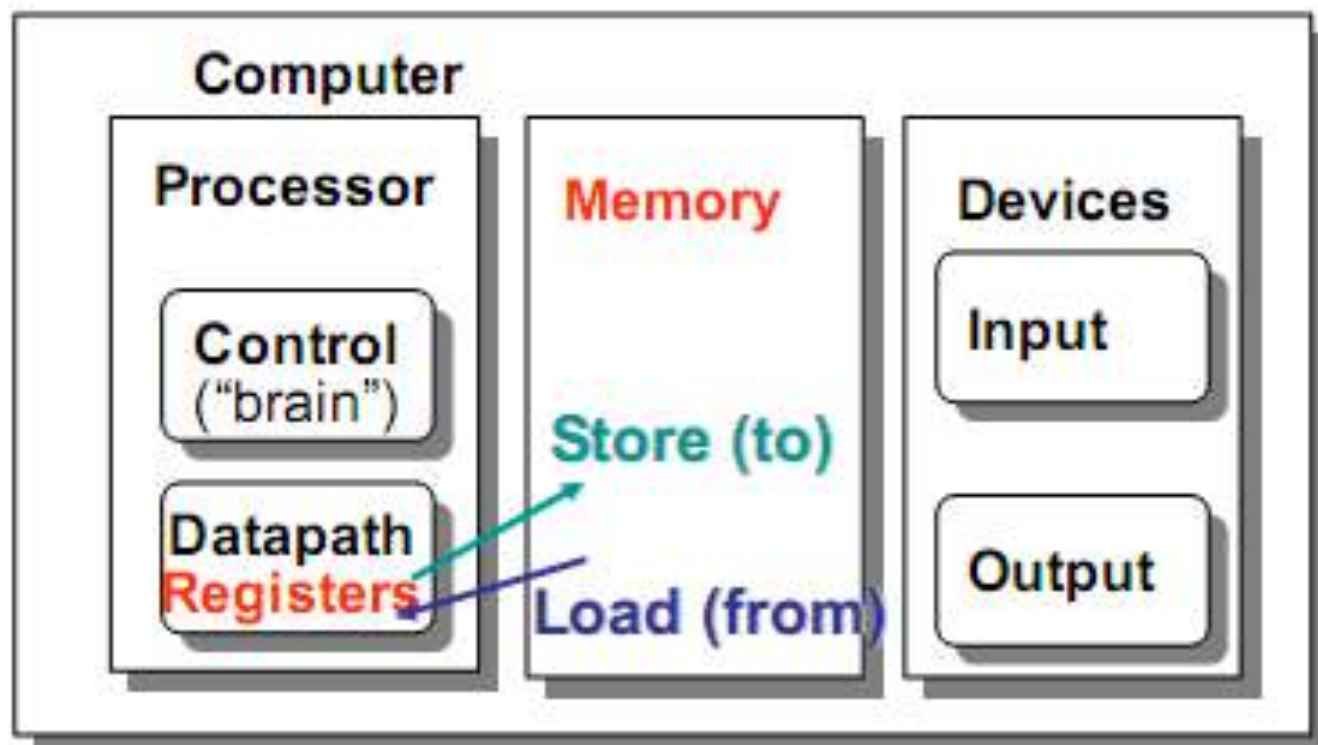 Computer
Processor
Control
(“brain”)
Datapath
Registers
Memory
Store (to)
Load (from)
Devices
Input
Output